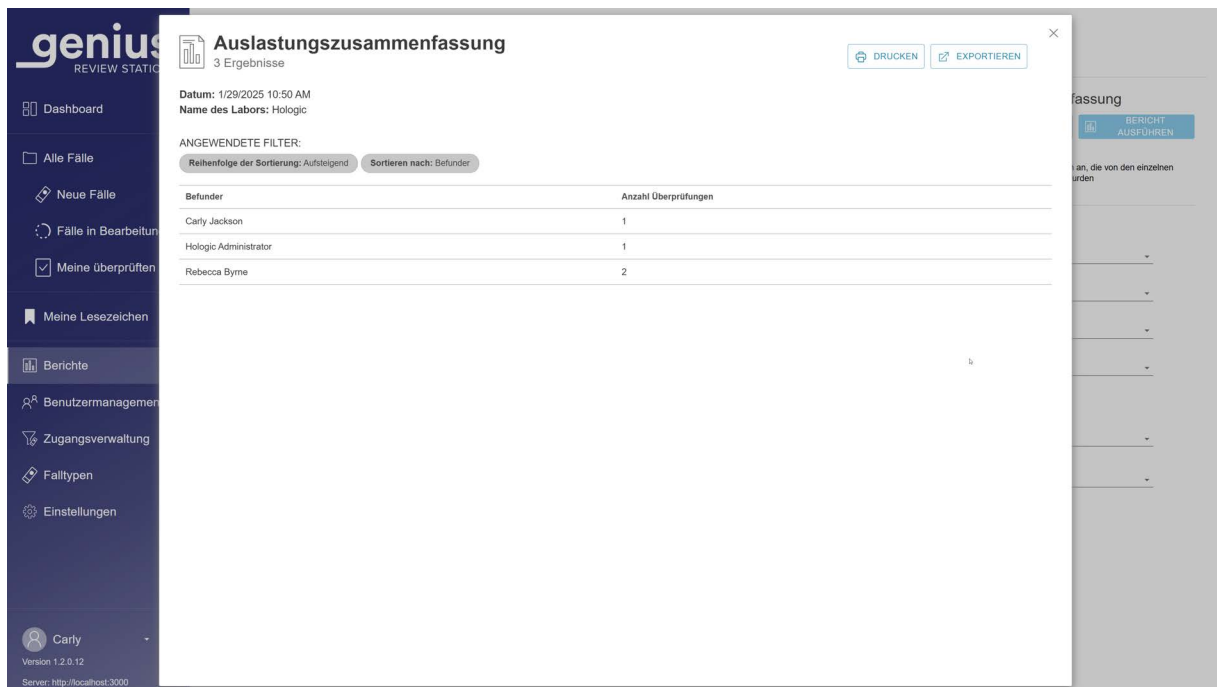 genius
REVIEW STATIO
Dashboard
Alle Fälle
Neue Fälle
Fälle in Bearbeitun
Meine überprüften
Meine Lesezeichen
Berichte
Benutzermanagemen
Zugangsverwaltung
Falltypen
Einstellungen
Carly
Version 1.2.0.12
Server: http://localhost:3000
Auslastungszusammenfassung
3 Ergebnisse
DRUCKEN
EXPORTIEREN
Datum: 1/29/2025 10:50 AM
Name des Labors: Hologic
ANGEWENDETE FILTER:
Reihenfolge der Sortierung: Aufsteigend Sortieren nach: Befunder
Befunder Anzahl Überprüfungen
Carly Jackson 1
Hologic Administrator 1
Rebecca Byrne 2
fassung
BERICHT
AUSFÜHREN
an, die von den einzelnen
urden